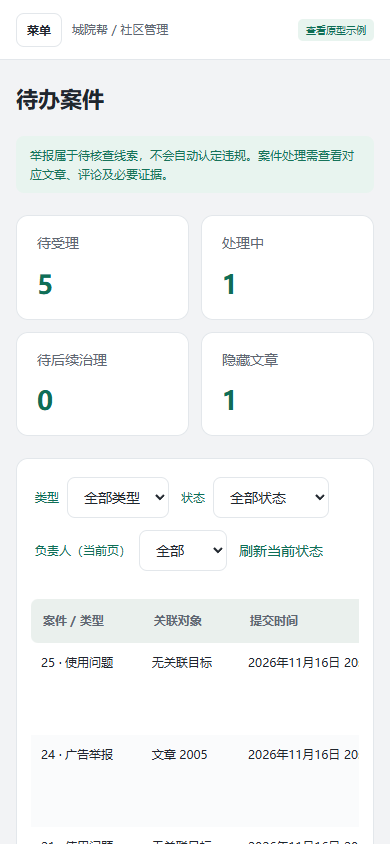 菜单 城院帮 / 社区管理 查看原型示例
待办案件
举报属于待核查线索，不会自动认定违规。案件处理需查看对
应文章、评论及必要证据。
待受理 处理中
5 1
待后续治理 隐藏文章
0 1
类型 全部类型 状态 全部状态
负责人（当前页） 全部 刷新当前状态
案件 / 类型 关联对象 提交时间
25 · 使用问题 无关联目标 2026年11月16日 20
24 · 广告举报 文章 2005 2026年11月16日 20